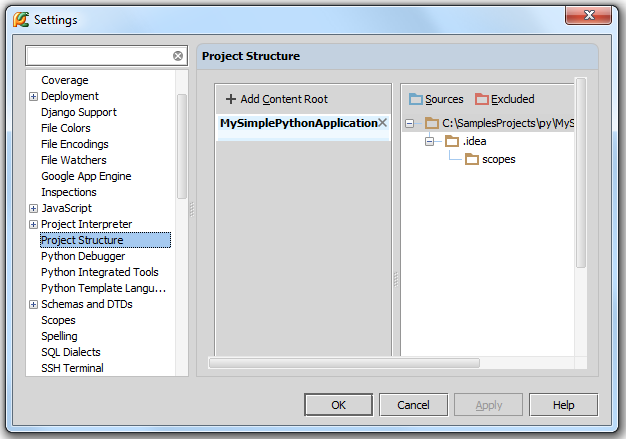 Settings
Coverage
Deployment
Django Support
File Colors
File Encodings
File Watchers
Google App Engine
Inspections
JavaScript
Project Interpreter
Project Structure
Python Debugger
Python Integrated Tools
Python Template Langu...
Schemas and DTDs
Scopes
Spelling
SQL Dialects
SSH Terminal
Project Structure
Add Content Root
MySimplePythonApplication
Sources Excluded
C:\SamplesProjects\py\MyS
.idea
scopes
OK Cancel Apply Help